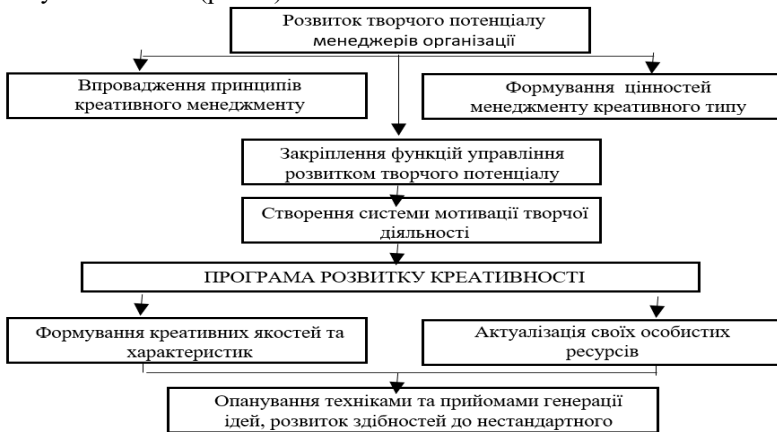 Розвиток творчого потенціалу
менеджерів організації
Впровадження принципів
креативного менеджменту
Формування цінностей
менеджменту креативного типу
Закріплення функцій управління
розвитком творчого потенціалу
Створення системи мотивації творчої
діяльності
ПРОГРАМА РОЗВИТКУ КРЕАТИВНОСТІ
Формування креативних якостей та
характеристик
Актуалізація своїх особистих
ресурсів
Опанування техніками та прийомами генерації
ідей, розвиток здібностей до нестандартного